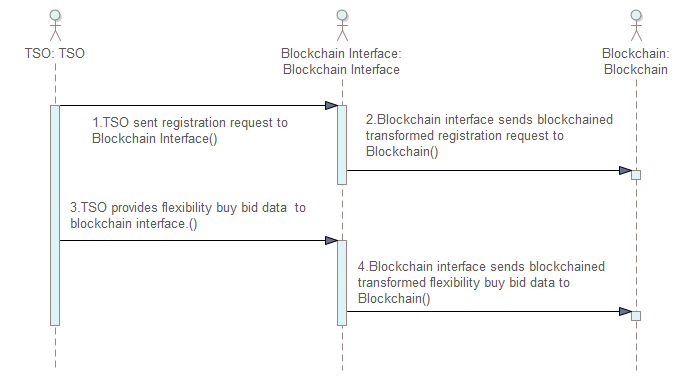 TSO: TSO
Blockchain Interface:
Blockchain Interface
Blockchain:
Blockchain
1.TSO sent registration request to
Blockchain Interface()
2.Blockchain interface sends blockchained
transformed registration request to
Blockchain()
3.TSO provides flexibility buy bid data  to
blockchain interface.()
4.Blockchain interface sends blockchained
transformed flexibility buy bid data to
Blockchain()